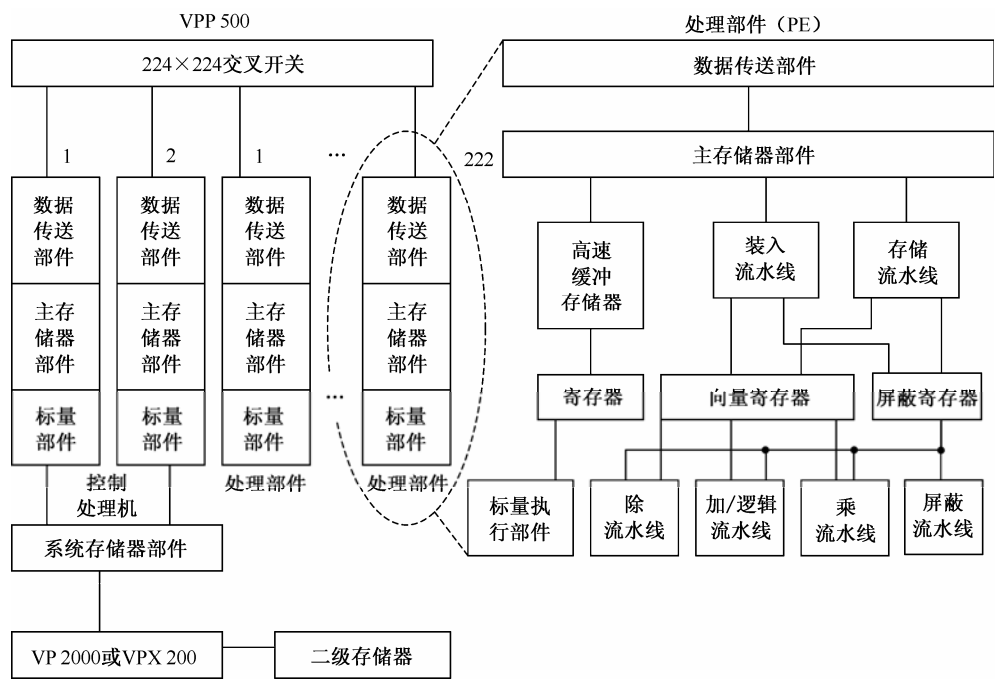 VPP 500
224×224交叉开关
1
2
1
···
222
数据
传送
部件
主存
储器
部件
标量
部件
数据
传送
部件
主存
储器
部件
标量
部件
数据
传送
部件
主存
储器
部件
标量
部件
···
数据
传送
部件
主存
储器
部件
标量
部件
控制
处理机
处理部件
处理部件
系统存储器部件
VP 2000或VPX 200
二级存储器
处理部件（PE）
数据传送部件
主存储器部件
高速
缓冲
存储器
装入
流水线
存储
流水线
寄存器
向量寄存器
屏蔽寄存器
标量执
行部件
除
流水线
加/逻辑
流水线
乘
流水线
屏蔽
流水线